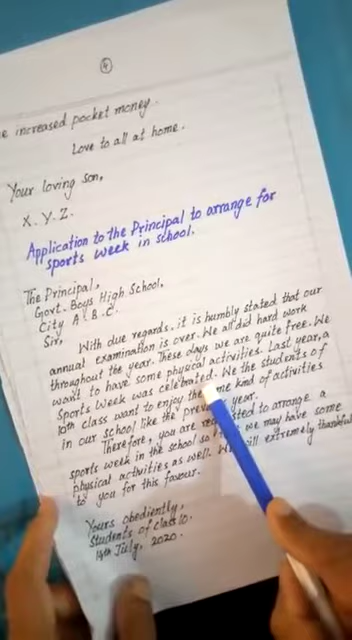 4
increased pocket money.
Love to all at home.
Your loving son,
X.Y.Z.
Application to the Principal to arrange for
sports week in school.
The Principal,
Govt. Boys High School,
City A.B.C.
Sir,
With due regards, it is humbly stated that our
annual examination is over. We all did hard work
throughout the year. These days we are quite free. We
want to have some physical activities. Last year, a
Sports Week was celebrated. We the students of
10th class want to enjoy the kind of activities
in our school like the year.
Therefore, you are to arrange a
sports week in the school so we may have some
physical activities as well. We will extremely thankful
to you for this favour.
Yours obediently,
Students of Class 10.
14th July, 2020.